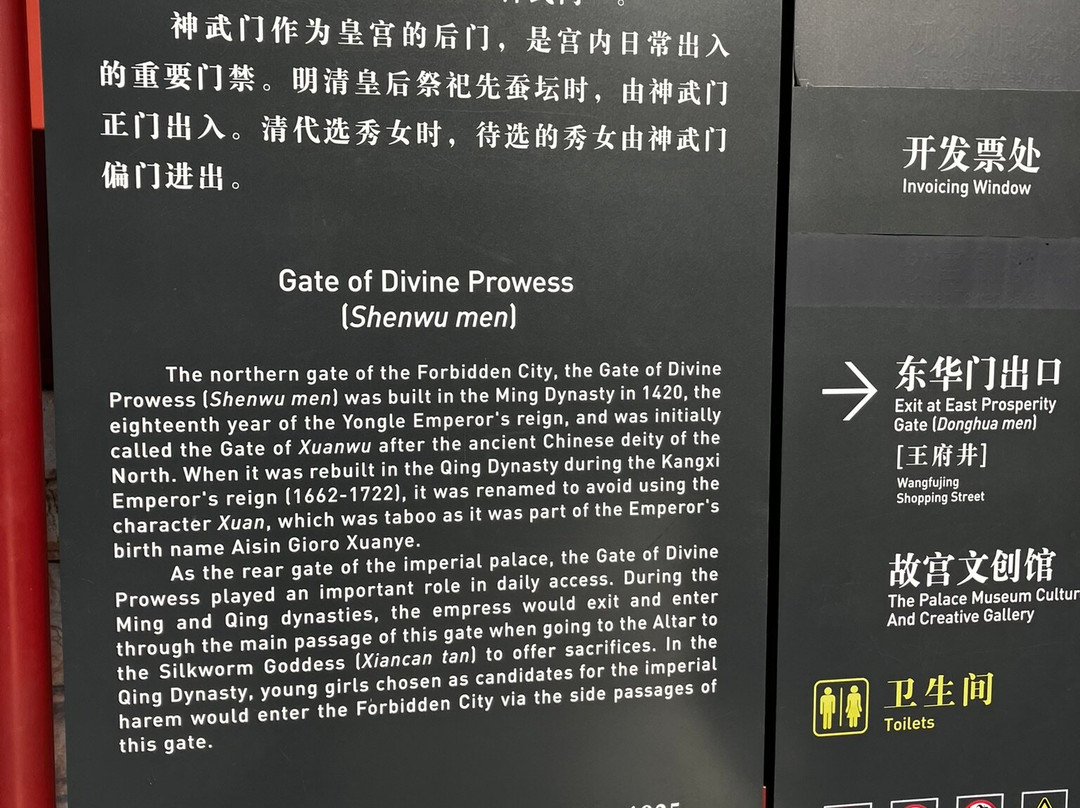 神武门作为皇宫的后门，是宫内日常出入
的重要门禁。明清皇后祭祀先蚕坛时，由神武门
正门出入。清代选秀女时，待选的秀女由神武门
偏门进出。
Gate of Divine Prowess
(Shenwu men)
The northern gate of the Forbidden City, the Gate of Divine
Prowess (Shenwu men) was built in the Ming Dynasty in 1420, the
eighteenth year of the Yongle Emperor's reign, and was initially
called the Gate of Xuanwu after the ancient Chinese deity of the
North. When it was rebuilt in the Qing Dynasty during the Kangxi
Emperor's reign (1662-1722), it was renamed to avoid using the
character Xuan, which was taboo as it was part of the Emperor's
birth name Aisin Gioro Xuanye.
As the rear gate of the imperial palace, the Gate of Divine
Prowess played an important role in daily access. During the
Ming and Qing dynasties, the empress would exit and enter
through the main passage of this gate when going to the Altar to
the Silkworm Goddess (Xiancan tan) to offer sacrifices. In the
Qing Dynasty, young girls chosen as candidates for the imperial
harem would enter the Forbidden City via the side passages of
this gate.
开发票处
Invoicing Window
东华门出口
Exit at East Prosperity
Gate (Donghua men)
[王府井]
Wangfujing
Shopping Street
故宫文创馆
The Palace Museum Cultur
And Creative Gallery
卫生间
Toilets